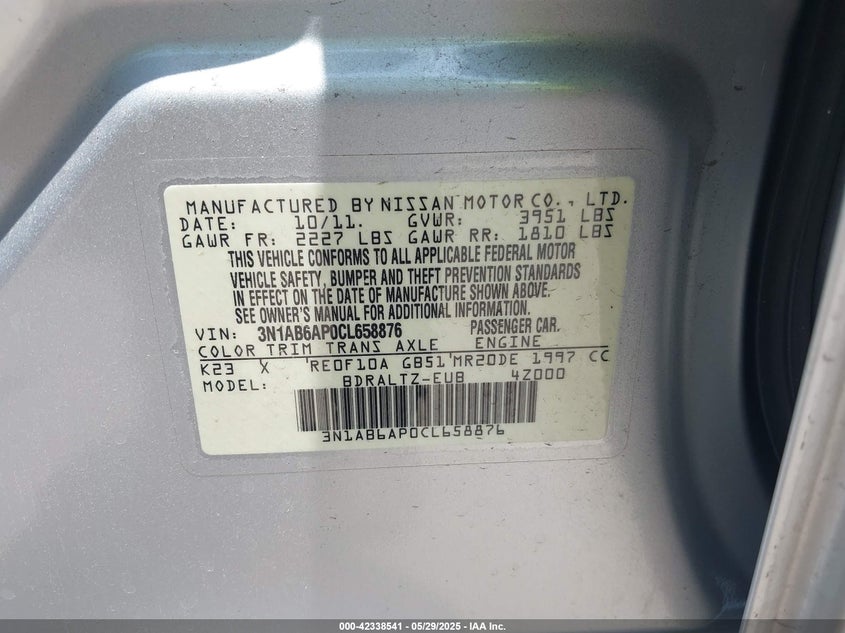 MANUFACTURED BY NISSAN MOTOR CO., LTD.
DATE: 10/11. GVWR: 3951 LBS
GAWR FR: 2227 LBS GAWR RR: 1810 LBS
THIS VEHICLE CONFORMS TO ALL APPLICABLE FEDERAL MOTOR
VEHICLE SAFETY, BUMPER AND THEFT PREVENTION STANDARDS
IN EFFECT ON THE DATE OF MANUFACTURE SHOWN ABOVE.
SEE OWNER'S MANUAL FOR ADDITIONAL INFORMATION.
VIN: 3N1AB6AP0CL658876 PASSENGER CAR.
COLOR TRIM TRANS AXLE ENGINE
K23 X RE0F10A GB51 MR20DE 1997 CC
MODEL: BDRALTZ-EUB 4Z000
3N1AB6AP0CL658876
000-42338541 - 05/29/2025 - IAA Inc.